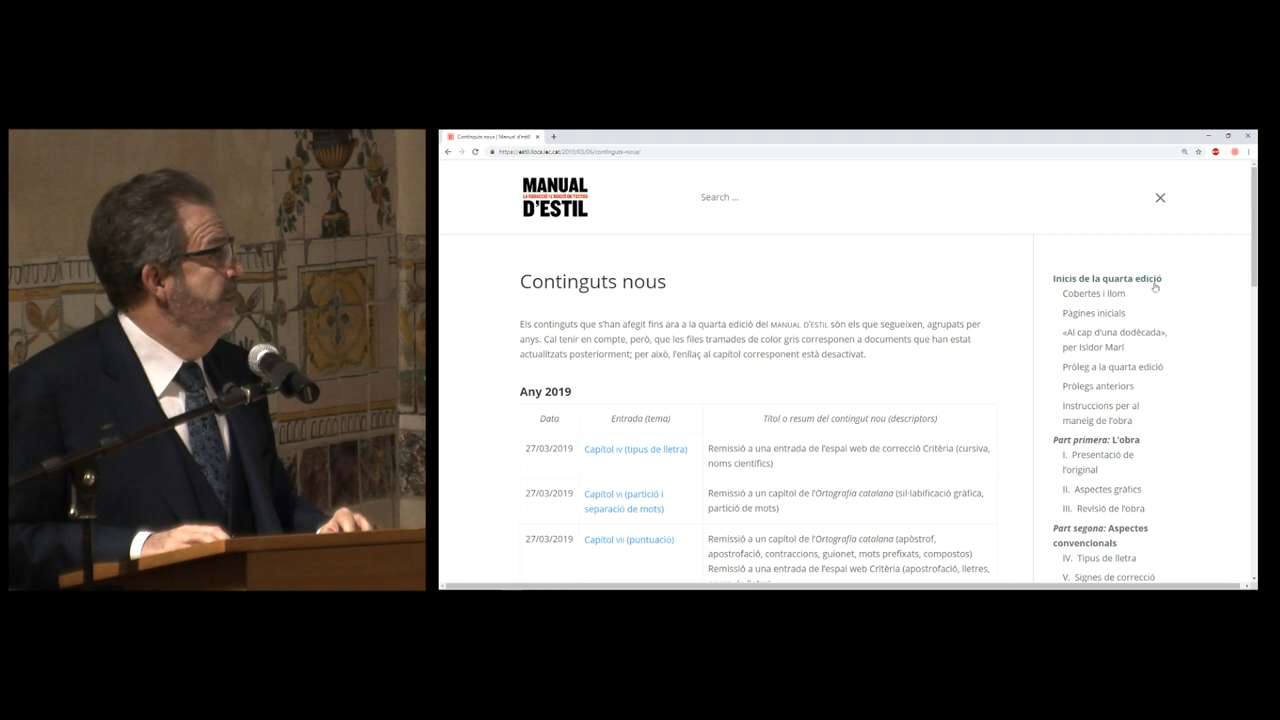 Continguts nous | Manual d'estil
https://estil.llocs.iec.cat/2019/03/06/continguts-nous/
MANUAL
LA REDACCIÓ I L'EDICIÓ DE TEXTOS
D'ESTIL
Search ...
Continguts nous
Els continguts que s'han afegit fins ara a la quarta edició del MANUAL D'ESTIL són els que segueixen, agrupats per
anys. Cal tenir en compte, però, que les files tramades de color gris corresponen a documents que han estat
actualitzats posteriorment; per això, l'enllaç al capítol corresponent està desactivat.
Any 2019
Data Entrada (tema) Títol o resum del contingut nou (descriptors)
27/03/2019 Capítol IV (tipus de lletra) Remissió a una entrada de l'espai web de correcció Critèria (cursiva,
noms científics)
27/03/2019 Capítol VI (partició i
separació de mots)
Remissió a un capítol de l'Ortografia catalana (sil·labificació gràfica,
partició de mots)
27/03/2019 Capítol VII (puntuació) Remissió a un capítol de l'Ortografia catalana (apòstrof,
apostrofació, contraccions, guionet, mots prefixats, compostos)
Remissió a una entrada de l'espai web Critèria (apostrofació, lletres,
Inicis de la quarta edició
Cobertes i llom
Pàgines inicials
«Al cap d'una dodècada»,
per Isidor Marí
Pròleg a la quarta edició
Pròlegs anteriors
Instruccions per al
maneig de l'obra
Part primera: L'obra
I. Presentació de
l'original
II. Aspectes gràfics
III. Revisió de l'obra
Part segona: Aspectes
convencionals
IV. Tipus de lletra
V. Signes de correcció